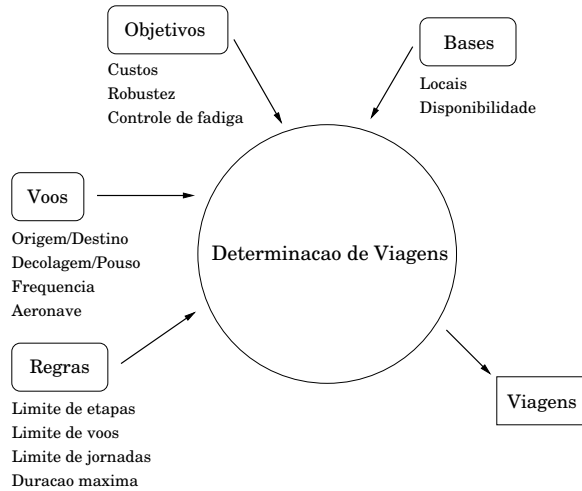 Objetivos
Custos
Robustez
Controle de fadiga
Bases
Locais
Disponibilidade
Voos
Origem/Destino
Decolagem/Pouso
Frequencia
Aeronave
Determinacao de Viagens
Regras
Limite de etapas
Limite de voos
Limite de jornadas
Duracao maxima
Viagens